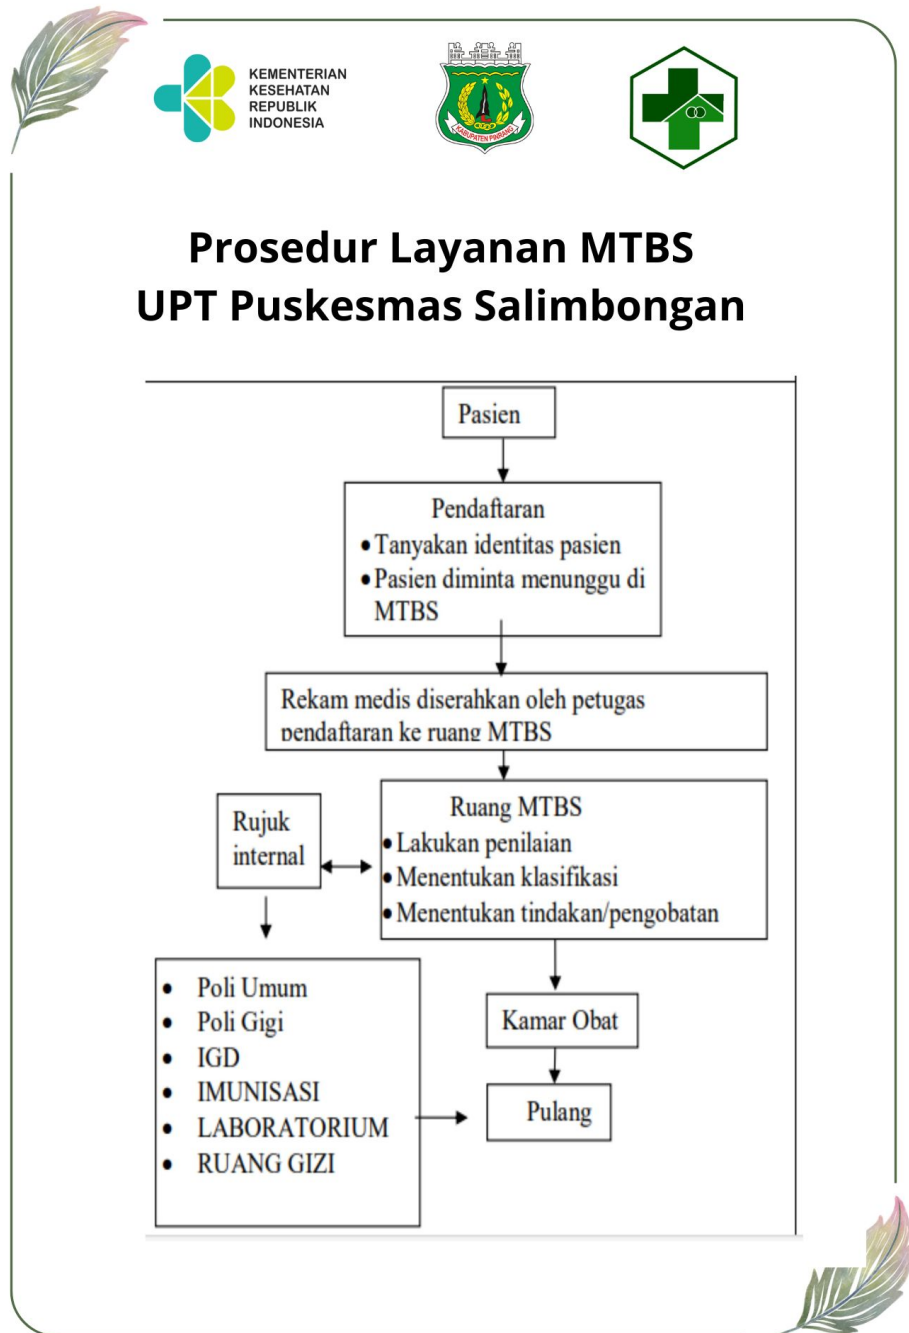 KEMENTERIAN
KESEHATAN
REPUBLIK
INDONESIA
KABUPATEN PINRANG
Prosedur Layanan MTBS
UPT Puskesmas Salimbongan
Pasien
Pendaftaran
• Tanyakan identitas pasien
• Pasien diminta menunggu di
MTBS
Rekam medis diserahkan oleh petugas
pendaftaran ke ruang MTBS
Ruang MTBS
• Lakukan penilaian
• Menentukan klasifikasi
• Menentukan tindakan/pengobatan
Rujuk
internal
• Poli Umum
• Poli Gigi
• IGD
• IMUNISASI
• LABORATORIUM
• RUANG GIZI
Kamar Obat
Pulang